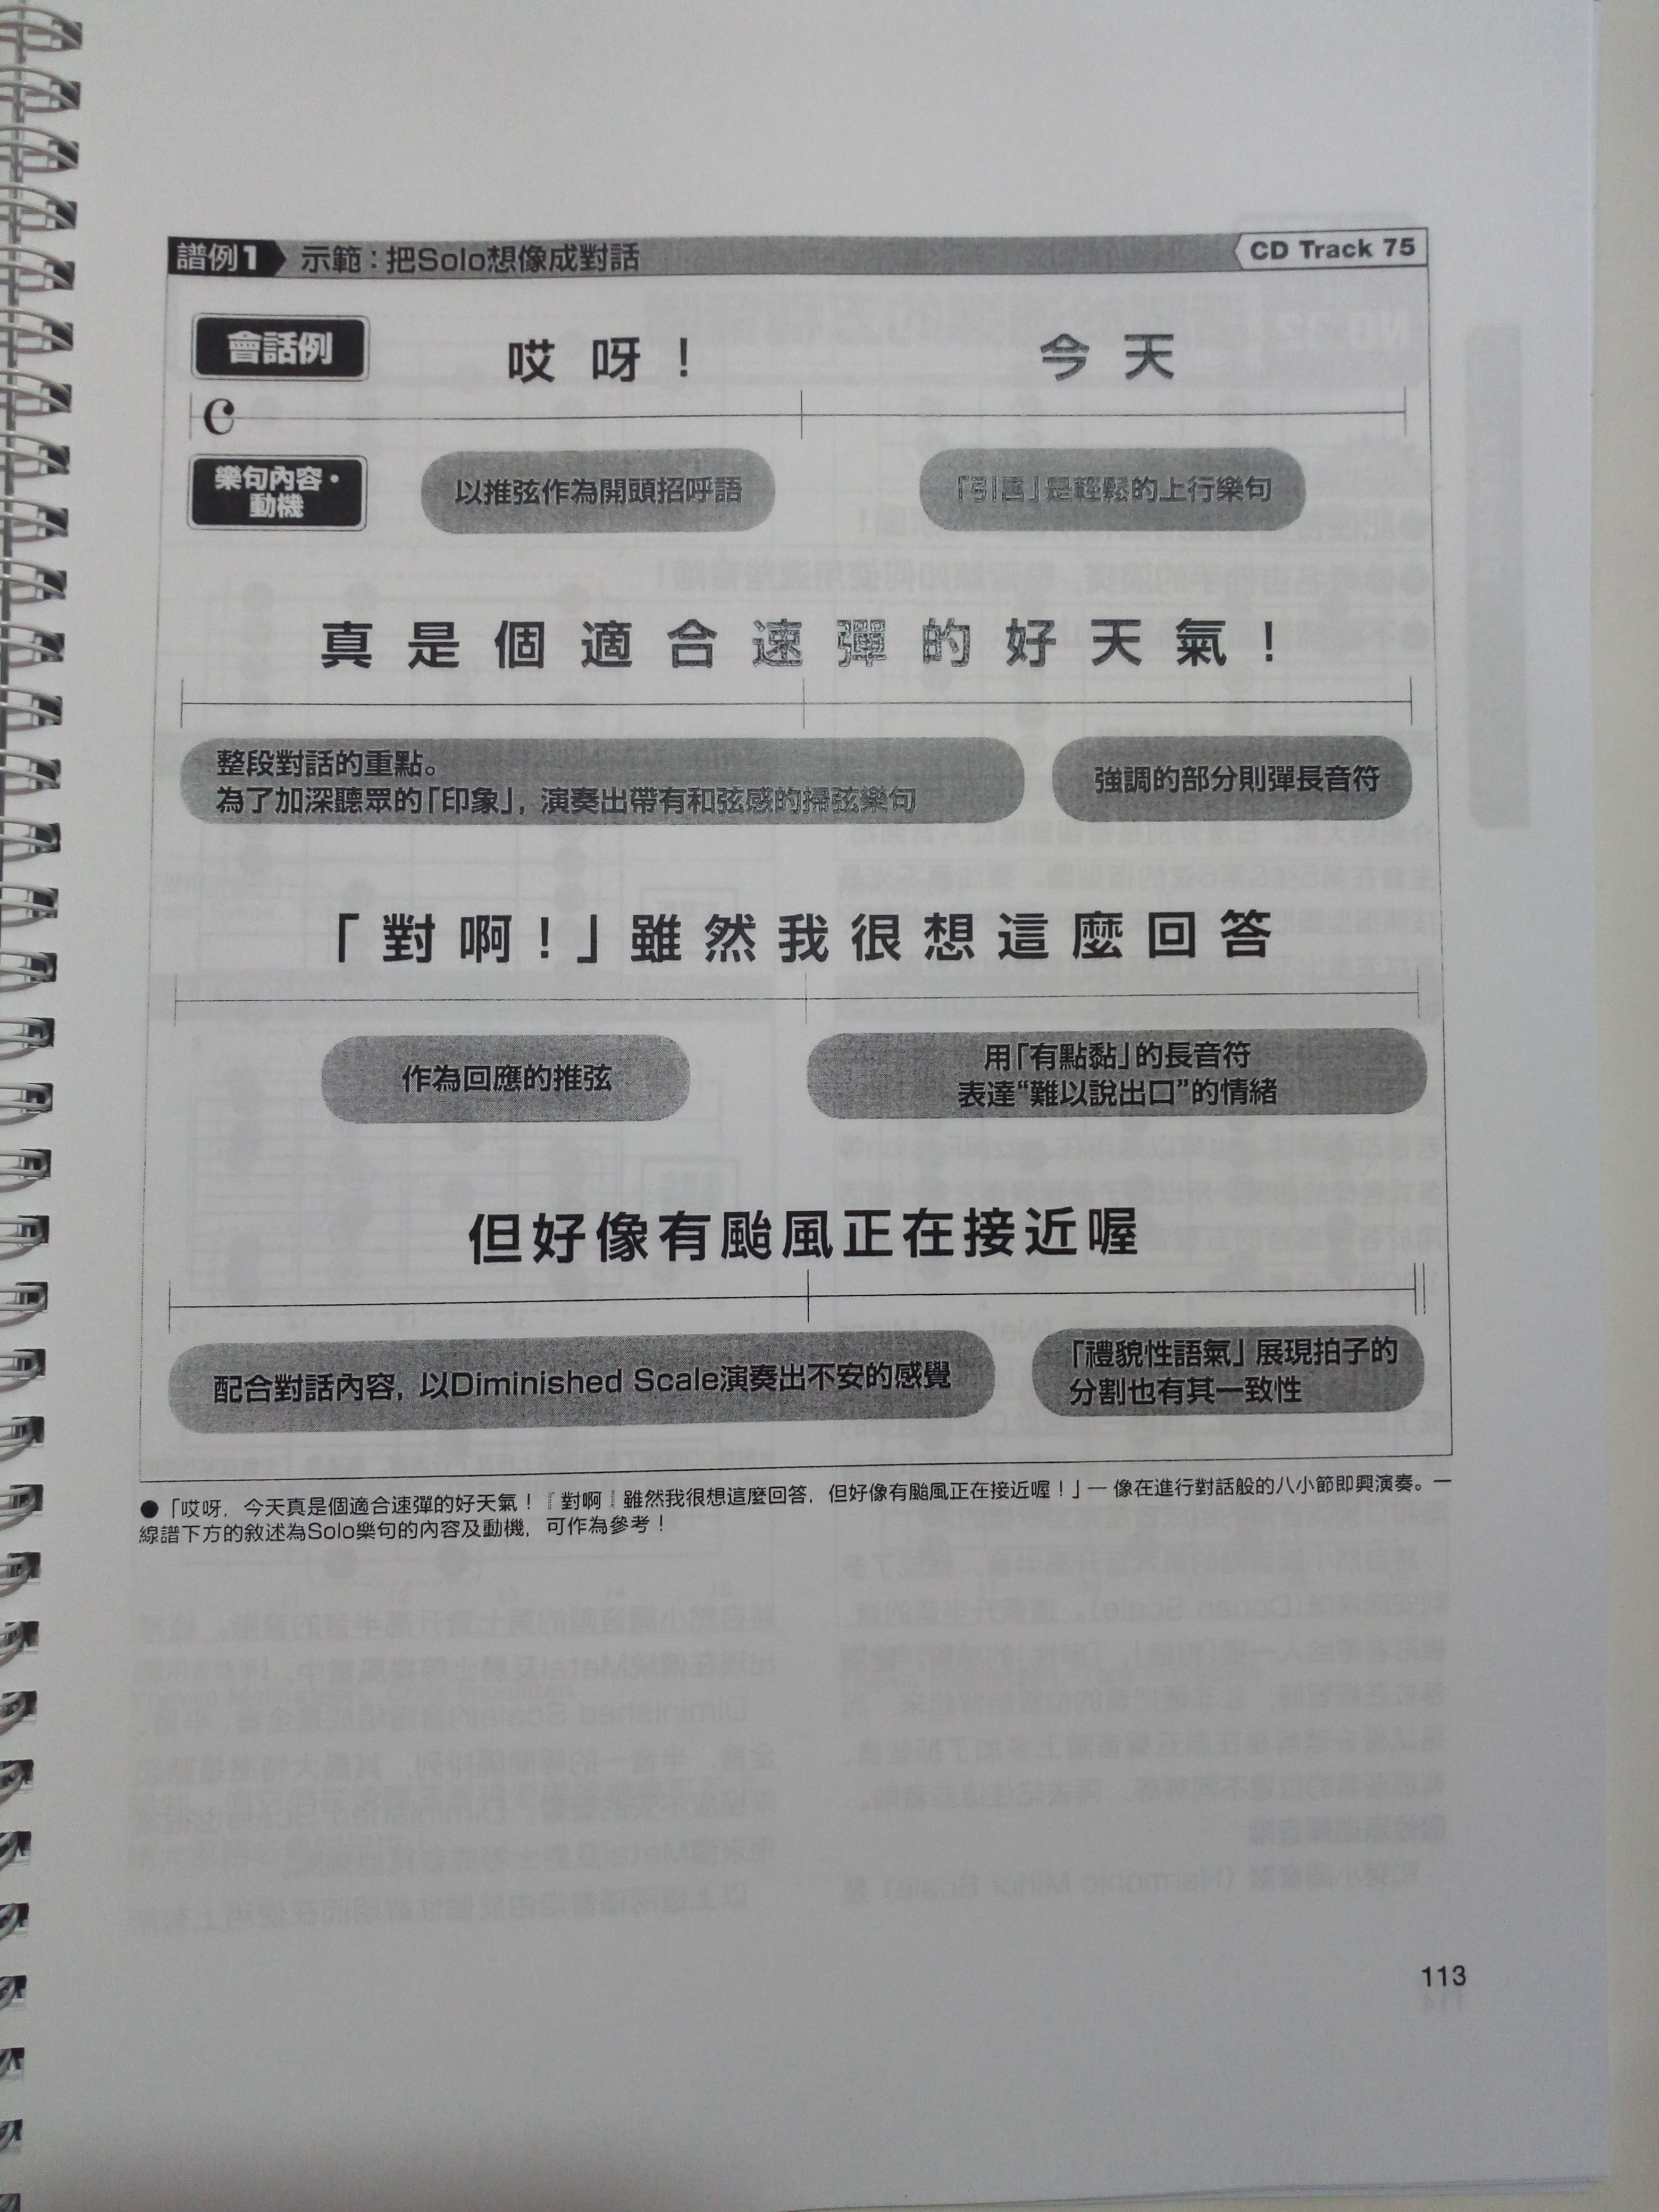 譜例1 示範：把Solo想像成對話 CD Track 75
會話例 哎呀！ 今天
C
樂句內容・
動機
以推弦作為開頭招呼語 「引言」是輕鬆的上行樂句
真是個適合速彈的好天氣！
整段對話的重點。
為了加深聽眾的「印象」，演奏出帶有和弦感的掃弦樂句
強調的部分則彈長音符
「對啊！」雖然我很想這麼回答
作為回應的推弦
用「有點黏」的長音符
表達“難以說出口”的情緒
但好像有颱風正在接近喔
配合對話內容，以Diminished Scale演奏出不安的感覺
「禮貌性語氣」展現拍子的
分割也有其一致性
●「哎呀，今天真是個適合速彈的好天氣！『對啊』雖然我很想這麼回答，但好像有颱風正在接近喔！」— 像在進行對話般的八小節即興演奏。一
線譜下方的敘述為Solo樂句的內容及動機，可作為參考！
113